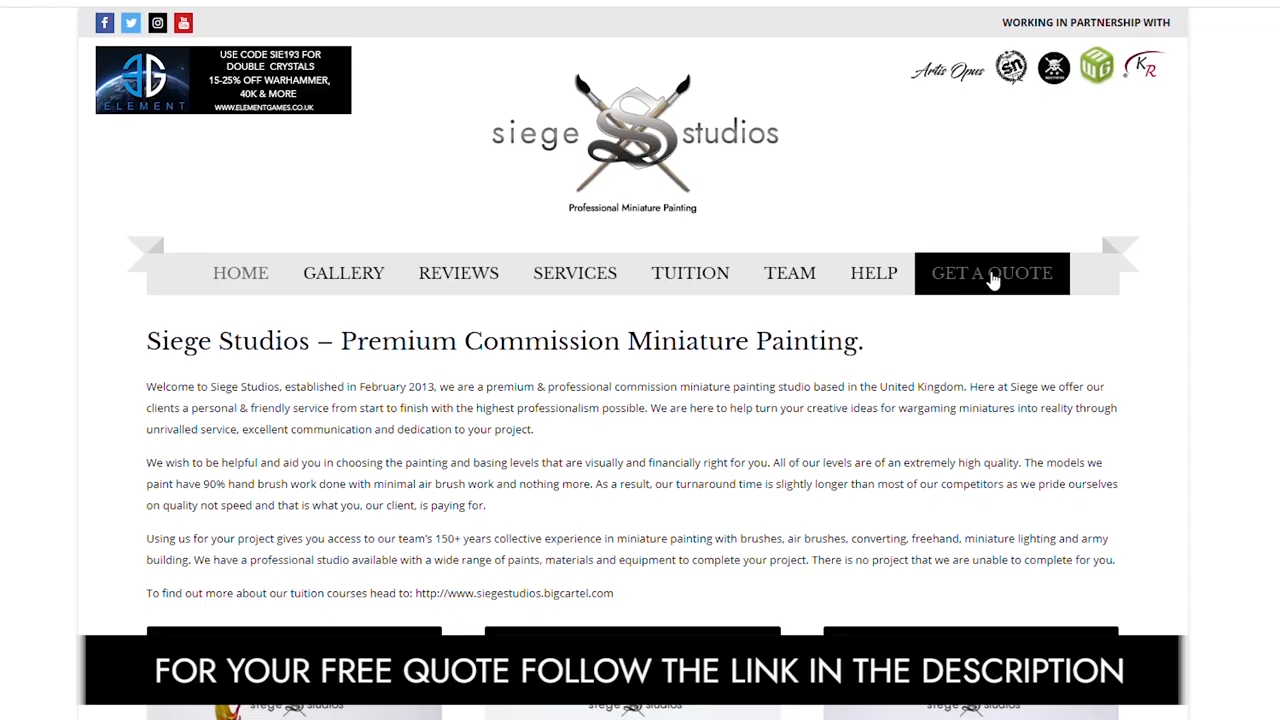 WORKING IN PARTNERSHIP WITH
USE CODE SIE193 FOR
DOUBLE CRYSTALS
15-25% OFF WARHAMMER,
40K & MORE
WWW.ELEMENTGAMES.CO.UK
ELEMENT
Artis Opus
KR
siege studios
Professional Miniature Painting
HOME GALLERY REVIEWS SERVICES TUITION TEAM HELP GET A QUOTE
Siege Studios – Premium Commission Miniature Painting.
Welcome to Siege Studios, established in February 2013, we are a premium & professional commission miniature painting studio based in the United Kingdom. Here at Siege we offer our
clients a personal & friendly service from start to finish with the highest professionalism possible. We are here to help turn your creative ideas for wargaming miniatures into reality through
unrivalled service, excellent communication and dedication to your project.
We wish to be helpful and aid you in choosing the painting and basing levels that are visually and financially right for you. All of our levels are of an extremely high quality. The models we
paint have 90% hand brush work done with minimal air brush work and nothing more. As a result, our turnaround time is slightly longer than most of our competitors as we pride ourselves
on quality not speed and that is what you, our client, is paying for.
Using us for your project gives you access to our team's 150+ years collective experience in miniature painting with brushes, air brushes, converting, freehand, miniature lighting and army
building. We have a professional studio available with a wide range of paints, materials and equipment to complete your project. There is no project that we are unable to complete for you.
To find out more about our tuition courses head to: http://www.siegestudios.bigcartel.com
FOR YOUR FREE QUOTE FOLLOW THE LINK IN THE DESCRIPTION